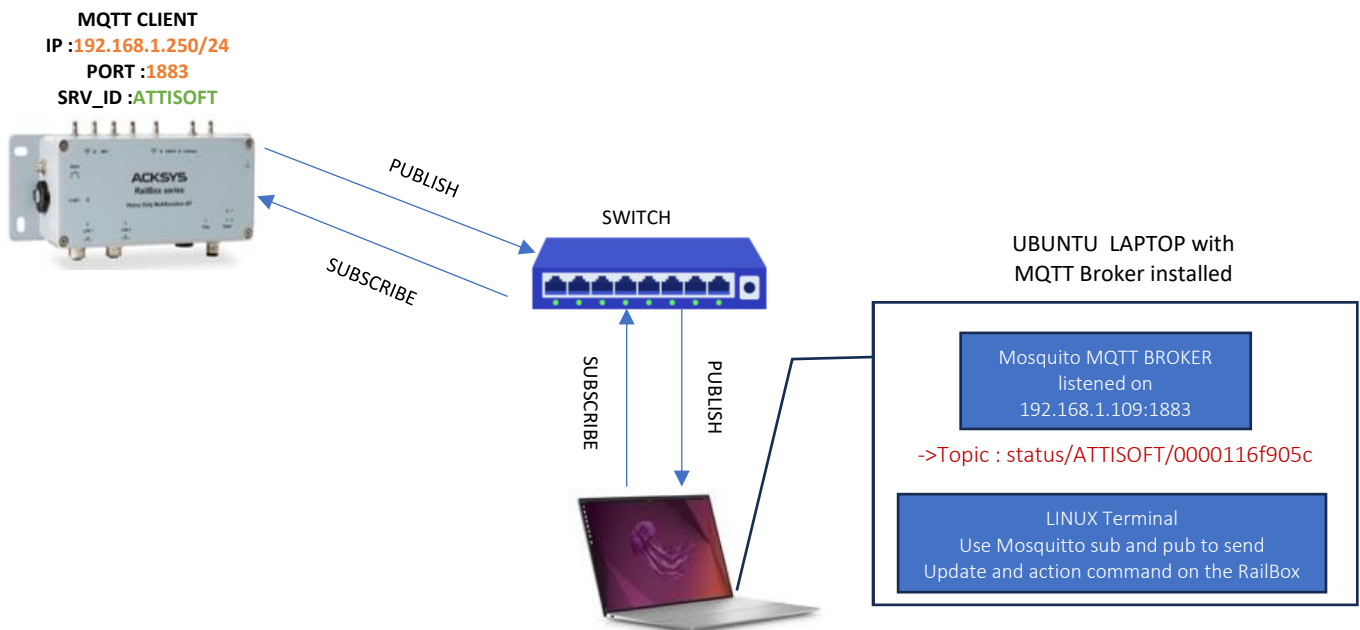 MQTT CLIENT
IP :192.168.1.250/24
PORT :1883
SRV_ID :ATTISOFT
ACKSYS
RailBox series
PUBLISH
SUBSCRIBE
SWITCH
SUBSCRIBE
PUBLISH
UBUNTU LAPTOP with
MQTT Broker installed
Mosquito MQTT BROKER
listened on
192.168.1.109:1883
->Topic : status/ATTISOFT/0000116f905c
LINUX Terminal
Use Mosquitto sub and pub to send
Update and action command on the RailBox